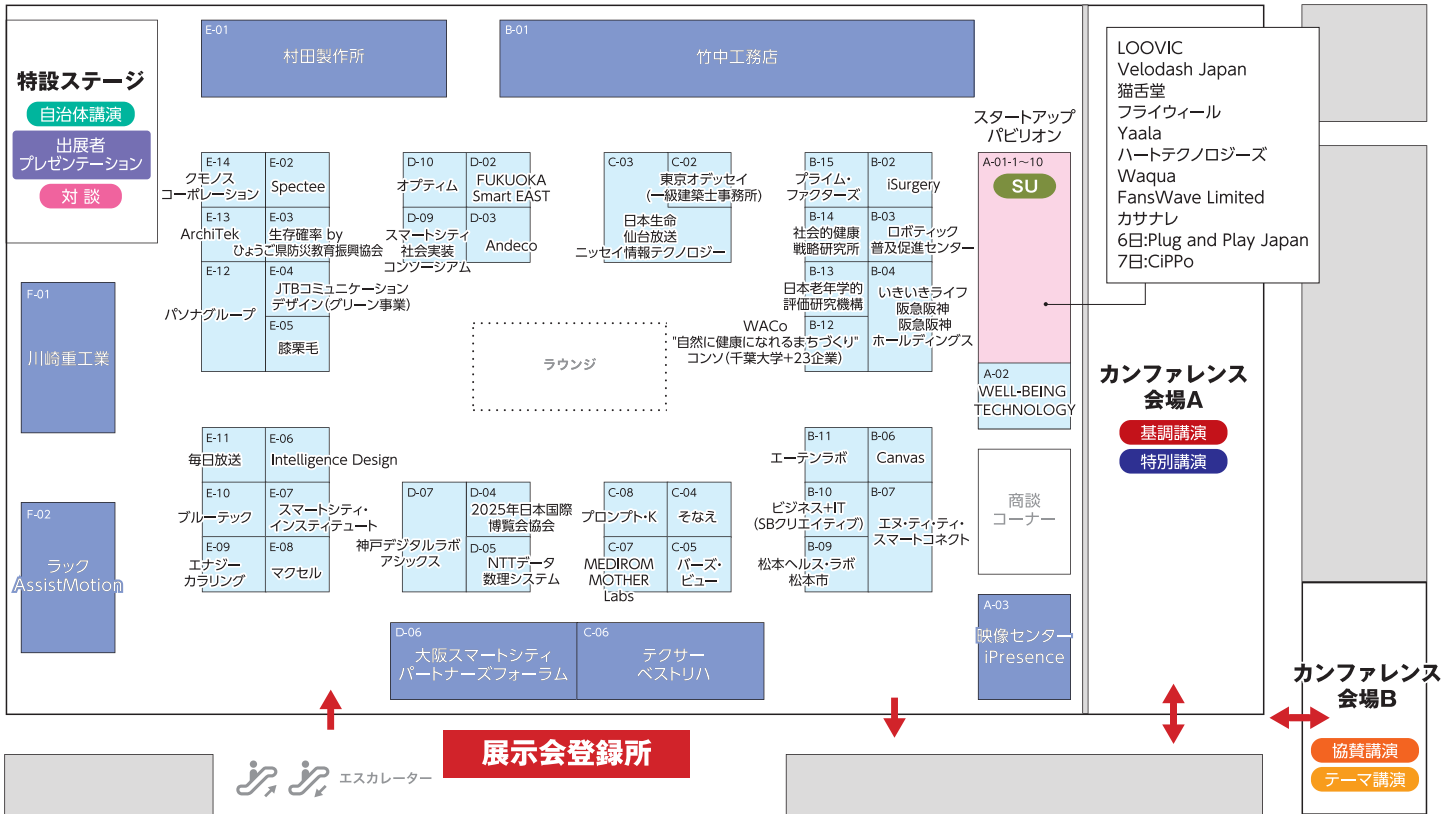 特設ステージ
自治体講演
出展者
プレゼンテーション
対談
E-01
村田製作所
B-01
竹中工務店
スタートアップ
パビリオン
A-01-1~10
SU
LOOVIC
Velodash Japan
猫舌堂
フライウィール
Yaala
ハートテクノロジーズ
Waqua
FansWave Limited
カサナレ
6日:Plug and Play Japan
7日:CiPPo
E-14
クモノス
コーポレーション
E-02
Spectee
E-13
ArchiTek
E-03
生存確率 by
ひょうご県防災教育振興協会
E-12
パソナグループ
E-04
JTBコミュニケーション
デザイン(グリーン事業)
E-05
膝栗毛
D-10
オプティム
D-02
FUKUOKA
Smart EAST
D-09
スマートシティ
社会実装
コンソーシアム
D-03
Andeco
C-03
日本生命
仙台放送
ニッセイ情報テクノロジー
C-02
東京オデッセイ
(一級建築士事務所)
B-15
プライム・
ファクターズ
B-02
iSurgery
B-14
社会的健康
戦略研究所
B-03
ロボティック
普及促進センター
B-13
日本老年学的
評価研究機構
B-04
いきいきライフ
阪急阪神
阪急阪神
ホールディングス
B-12
WACo
"自然に健康になれるまちづくり"
コンソ(千葉大学+23企業)
A-02
WELL-BEING
TECHNOLOGY
F-01
川崎重工業
F-02
ラック
AssistMotion
ラウンジ
カンファレンス
会場A
基調講演
特別講演
E-11
毎日放送
E-06
Intelligence Design
E-10
ブルーテック
E-07
スマートシティ・
インスティテュート
E-09
エナジー
カラリング
E-08
マクセル
D-07
神戸デジタルラボ
アシックス
D-04
2025年日本国際
博覧会協会
D-05
NTTデータ
数理システム
C-08
プロンプト・K
C-04
そなえ
C-07
MEDIROM
MOTHER
Labs
C-05
バーズ・
ビュー
B-11
エーテンラボ
B-06
Canvas
B-10
ビジネス+IT
(SBクリエイティブ)
B-07
エヌ・ティ・ティ・
スマートコネクト
B-09
松本ヘルス・ラボ
松本市
商談
コーナー
A-03
映像センター
iPresence
D-06
大阪スマートシティ
パートナーズフォーラム
C-06
テクサー
ベストリハ
カンファレンス
会場B
協賛講演
テーマ講演
展示会登録所
エスカレーター